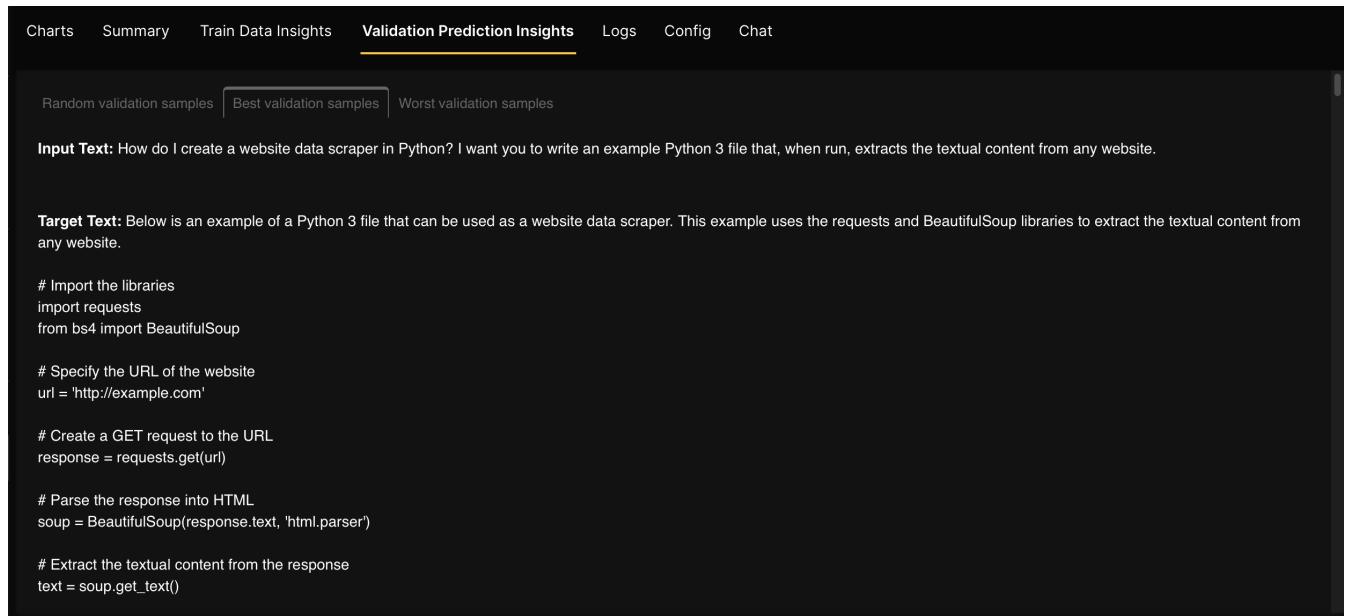 Charts Summary Train Data Insights Validation Prediction Insights Logs Config Chat
Random validation samples Best validation samples Worst validation samples
Input Text: How do I create a website data scraper in Python? I want you to write an example Python 3 file that, when run, extracts the textual content from any website.
Target Text: Below is an example of a Python 3 file that can be used as a website data scraper. This example uses the requests and BeautifulSoup libraries to extract the textual content from
any website.
# Import the libraries
import requests
from bs4 import BeautifulSoup
# Specify the URL of the website
url = 'http://example.com'
# Create a GET request to the URL
response = requests.get(url)
# Parse the response into HTML
soup = BeautifulSoup(response.text, 'html.parser')
# Extract the textual content from the response
text = soup.get_text()